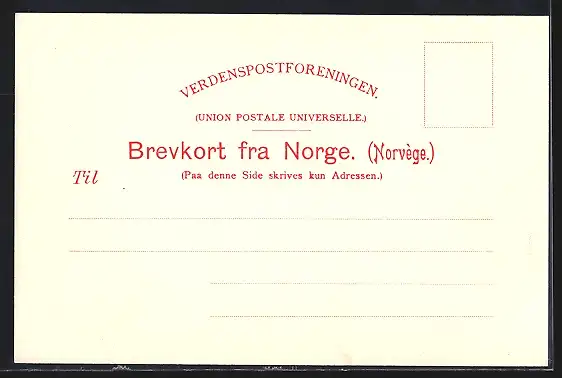 VERDENSPOSTFORENINGEN.
(UNION POSTALE UNIVERSELLE.)
Brevkort fra Norge. (Norvège.)
Til
(Paa denne Side skrives kun Adressen.)